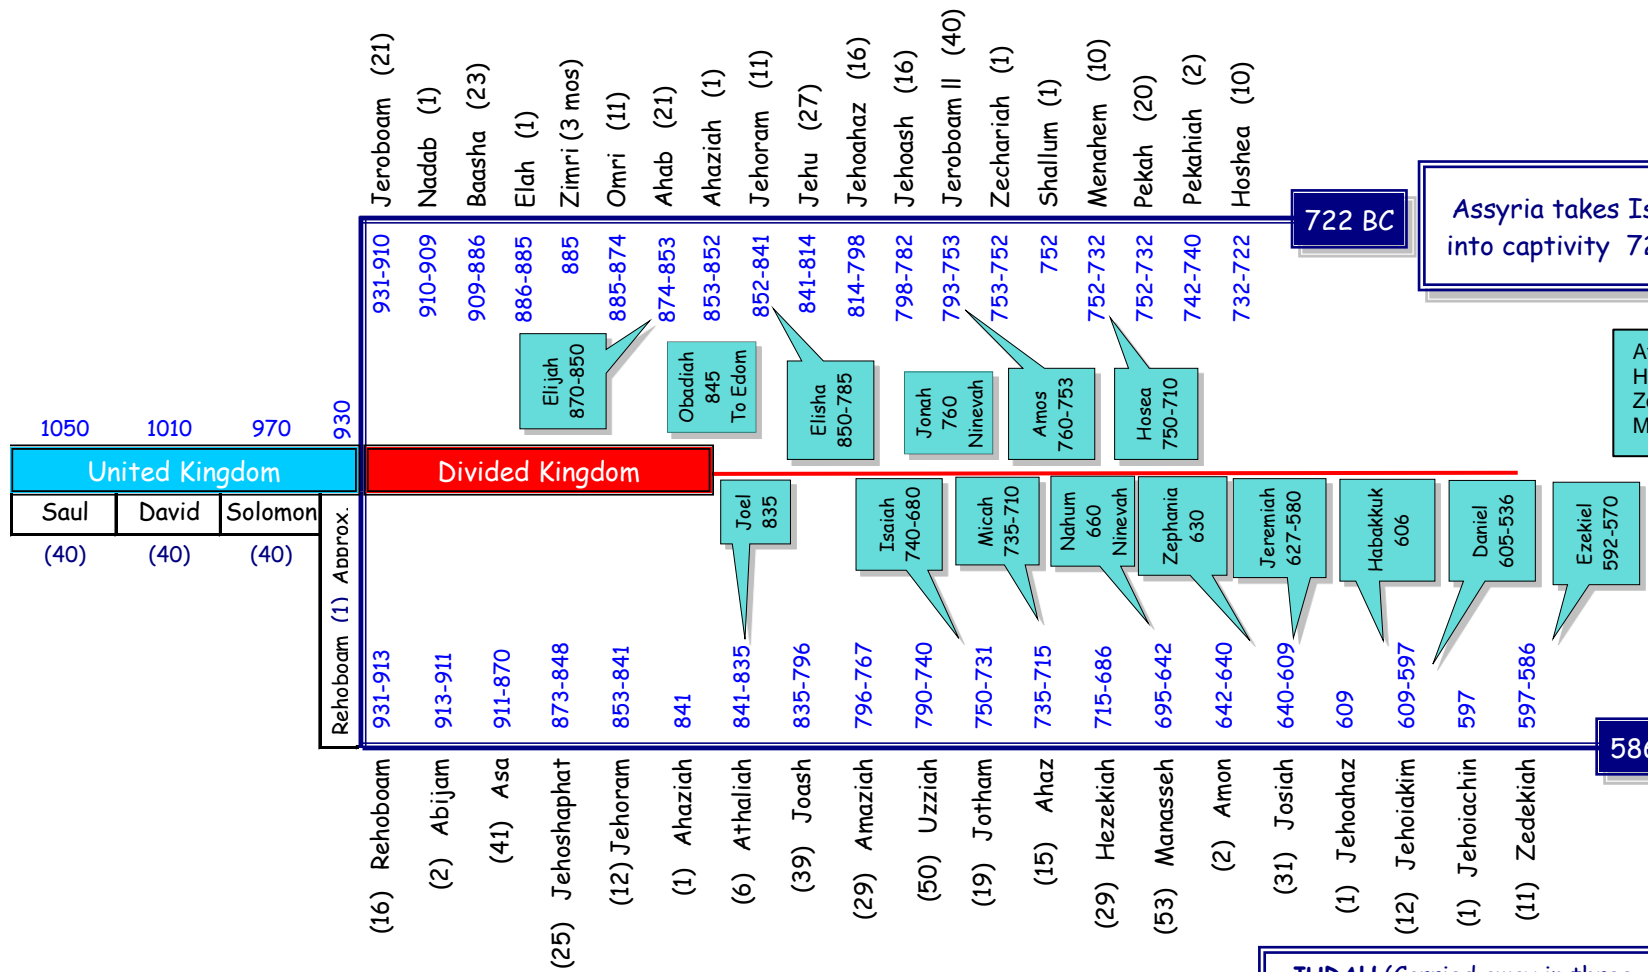 Jeroboam (21)
Nadab (1)
Baasha (23)
Elah (1)
Zimri (3 mos)
Omri (11)
Ahab (21)
Ahaziah (1)
Jehoram (11)
Jehu (27)
Jehoahaz (16)
Jehoash (16)
Jeroboam II (40)
Zechariah (1)
Shallum (1)
Menahem (10)
Pekah (20)
Pekahiah (2)
Hoshea (10)
722 BC
Assyria takes Is
into captivity 72
931-910
910-909
909-886
886-885
885
885-874
874-853
853-852
852-841
841-814
814-798
798-782
793-753
753-752
752
752-732
752-732
742-740
732-722
Elijah
870-850
Obadiah
845
To Edom
Elisha
850-785
Jonah
760
Ninevah
Amos
760-753
Hosea
750-710
A
H
Ze
M
1050
1010
970
930
United Kingdom
Divided Kingdom
Saul
David
Solomon
(40)
(40)
(40)
Rehoboam (1) Approx.
Joel
835
Isaiah
740-680
Micah
735-710
Nahum
660
Ninevah
Zephania
630
Jeremiah
627-580
Habakkuk
606
Daniel
605-536
Ezekiel
592-570
931-913
913-911
911-870
873-848
853-841
841
841-835
835-796
796-767
790-740
750-731
735-715
715-686
695-642
642-640
640-609
609
609-597
597
597-586
586
(16) Rehoboam
(2) Abijam
(41) Asa
(25) Jehoshaphat
(12) Jehoram
(1) Ahaziah
(6) Athaliah
(39) Joash
(29) Amaziah
(50) Uzziah
(19) Jotham
(15) Ahaz
(29) Hezekiah
(53) Manasseh
(2) Amon
(31) Josiah
(1) Jehoahaz
(12) Jehoiakim
(1) Jehoiachin
(11) Zedekiah
JUDAH (Carried away in three